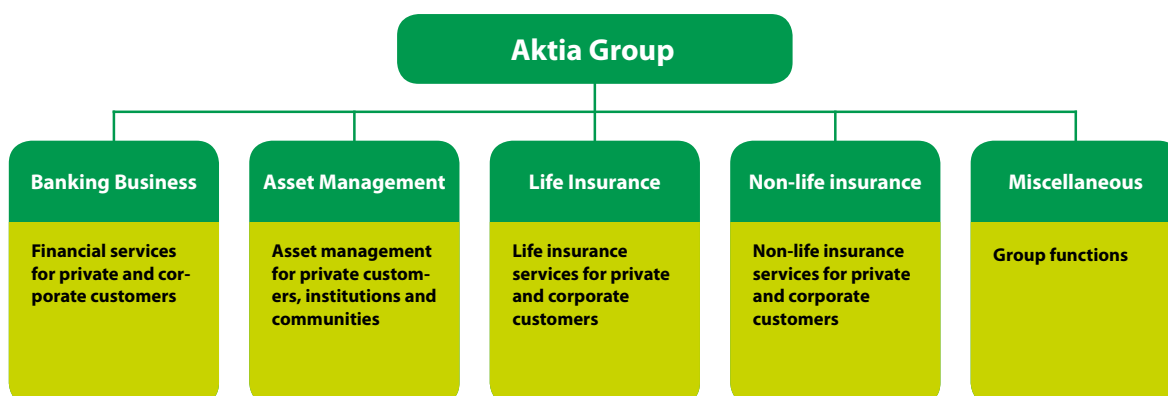 Aktia Group
Banking Business
Financial services
for private and cor-
porate customers
Asset Management
Asset management
for private custom-
ers, institutions and
communities
Life Insurance
Life insurance
services for private
and corporate
customers
Non-life insurance
Non-life insurance
services for private
and corporate
customers
Miscellaneous
Group functions